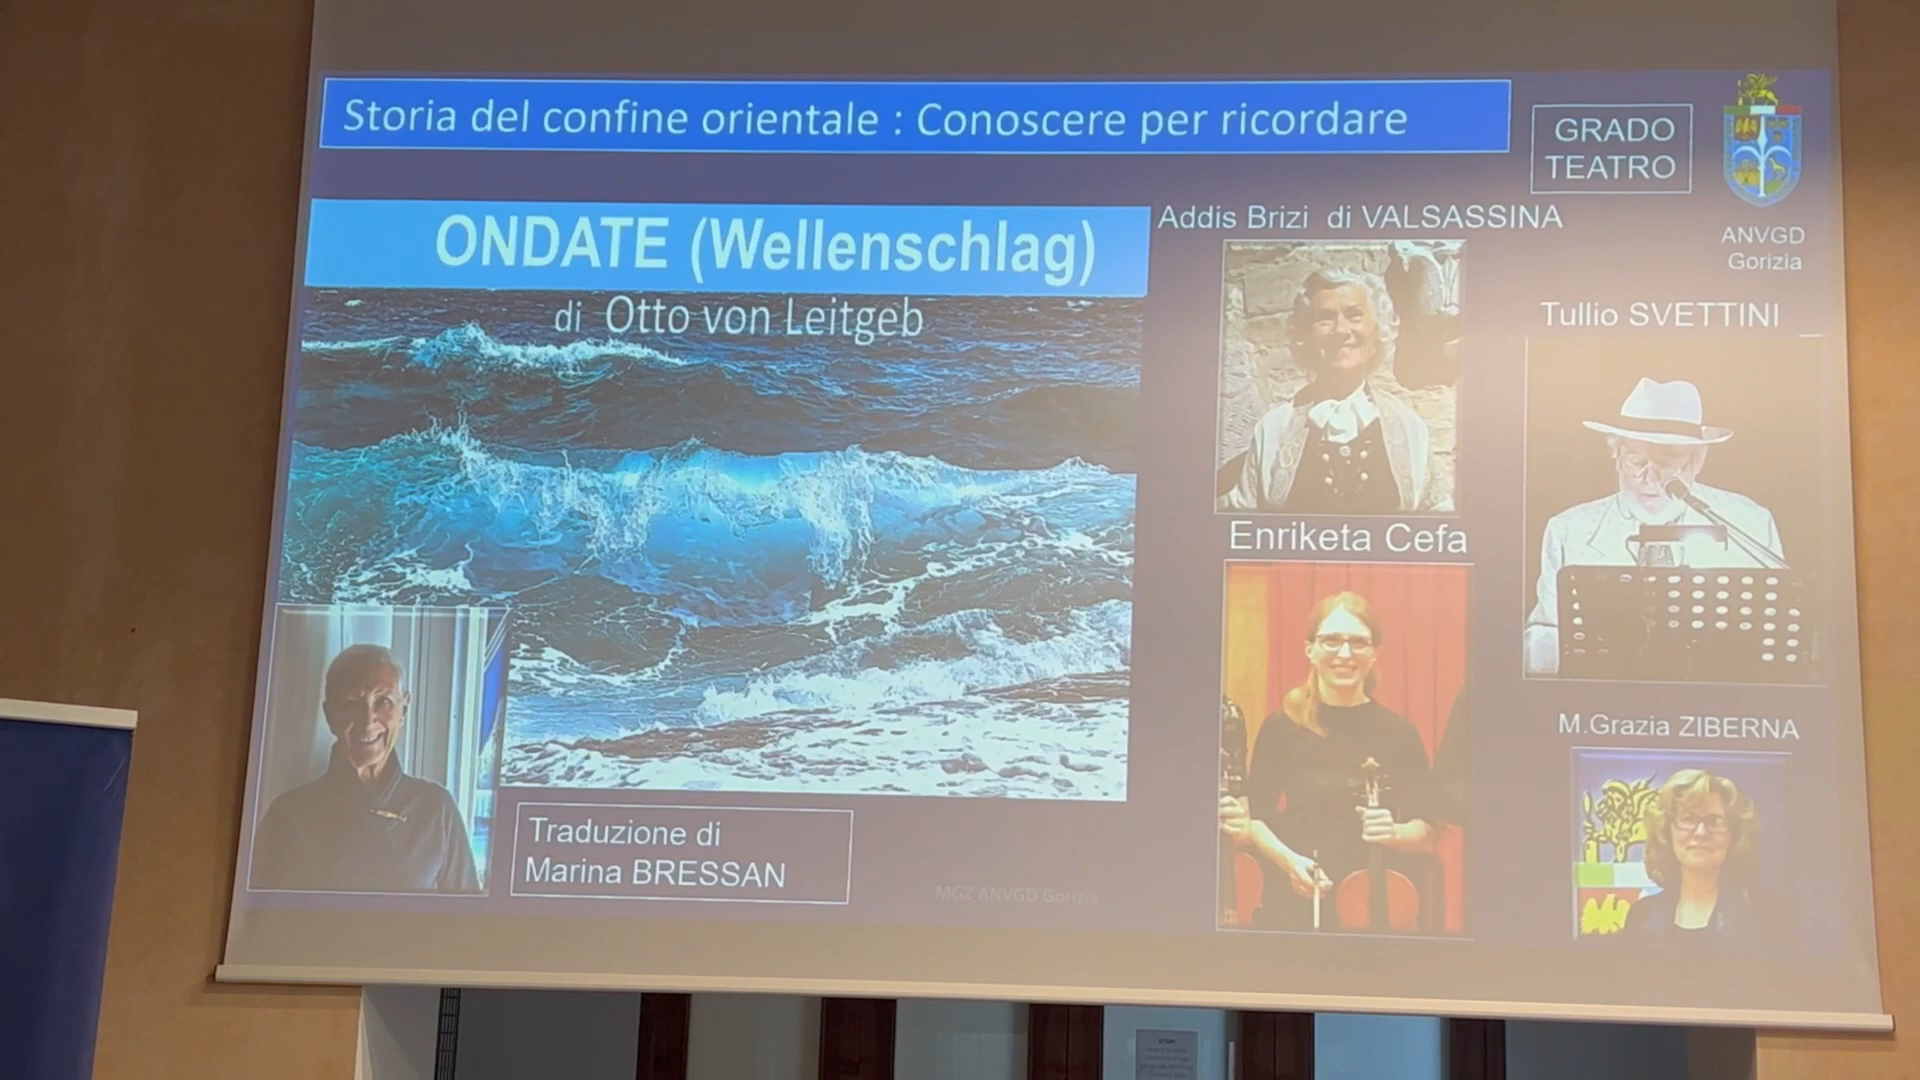 Storia del confine orientale : Conoscere per ricordare
GRADO
TEATRO
ANVGD
Gorizia
ONDATE (Wellenschlag)
di Otto von Leitgeb
Addis Brizi di VALSASSINA
Tullio SVETTINI
Enriketa Cefa
M.Grazia ZIBERNA
Traduzione di
Marina BRESSAN
MGZ ANVGD Gorizia